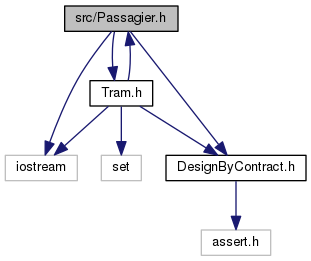 src/Passagier.h
Tram.h
iostream
set
DesignByContract.h
assert.h